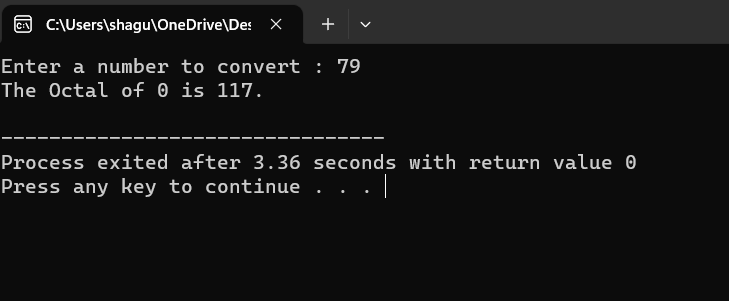 C:\Users\shagu\OneDrive\Des
Enter a number to convert : 79
The Octal of 0 is 117.
--------------------------------
Process exited after 3.36 seconds with return value 0
Press any key to continue . . .